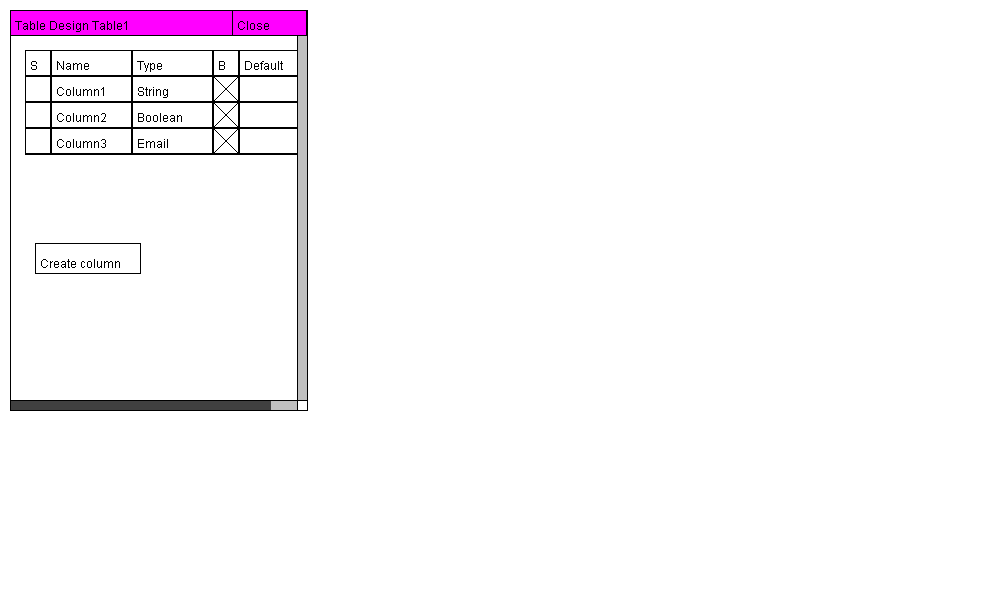 Table Design Table1 Close
S Name Type B Default
Column1 String
Column2 Boolean
Column3 Email
Create column